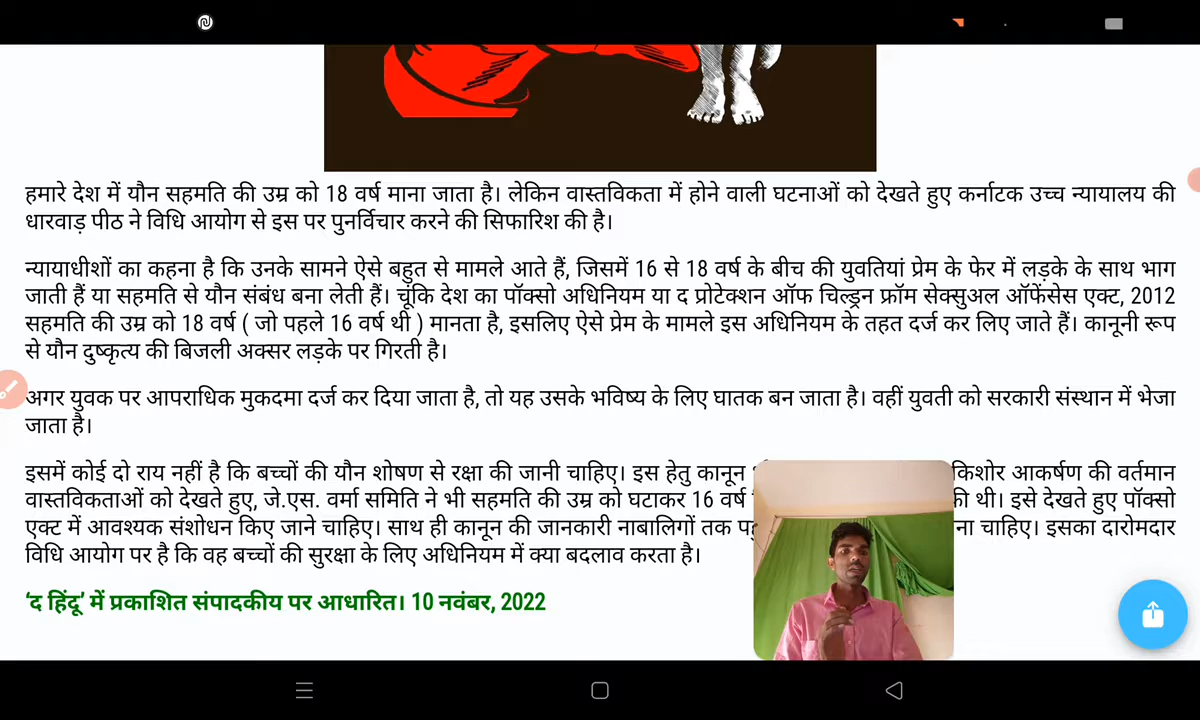 हमारे देश में यौन सहमति की उम्र को 18 वर्ष माना जाता है। लेकिन वास्तविकता में होने वाली घटनाओं को देखते हुए कर्नाटक उच्च न्यायालय की
धारवाड़ पीठ ने विधि आयोग से इस पर पुनर्विचार करने की सिफारिश की है।
न्यायाधीशों का कहना है कि उनके सामने ऐसे बहुत से मामले आते हैं, जिसमें 16 से 18 वर्ष के बीच की युवतियां प्रेम के फेर में लड़के के साथ भाग
जाती हैं या सहमति से यौन संबंध बना लेती हैं। चूंकि देश का पॉक्सो अधिनियम या द प्रोटेक्शन ऑफ चिल्ड्रन फ्रॉम सेक्सुअल ऑफेंसेस एक्ट, 2012
सहमति की उम्र को 18 वर्ष ( जो पहले 16 वर्ष थी ) मानता है, इसलिए ऐसे प्रेम के मामले इस अधिनियम के तहत दर्ज कर लिए जाते हैं। कानूनी रूप
से यौन दुष्कृत्य की बिजली अक्सर लड़के पर गिरती है।
अगर युवक पर आपराधिक मुकदमा दर्ज कर दिया जाता है, तो यह उसके भविष्य के लिए घातक बन जाता है। वहीं युवती को सरकारी संस्थान में भेजा
जाता है।
इसमें कोई दो राय नहीं है कि बच्चों की यौन शोषण से रक्षा की जानी चाहिए। इस हेतु कानून किशोर आकर्षण की वर्तमान
वास्तविकताओं को देखते हुए, जे.एस. वर्मा समिति ने भी सहमति की उम्र को घटाकर 16 वर्ष की थी। इसे देखते हुए पॉक्सो
एक्ट में आवश्यक संशोधन किए जाने चाहिए। साथ ही कानून की जानकारी नाबालिगों तक चाहिए। इसका दारोमदार
विधि आयोग पर है कि वह बच्चों की सुरक्षा के लिए अधिनियम में क्या बदलाव करता है।
‘द हिंदू’ में प्रकाशित संपादकीय पर आधारित। 10 नवंबर, 2022